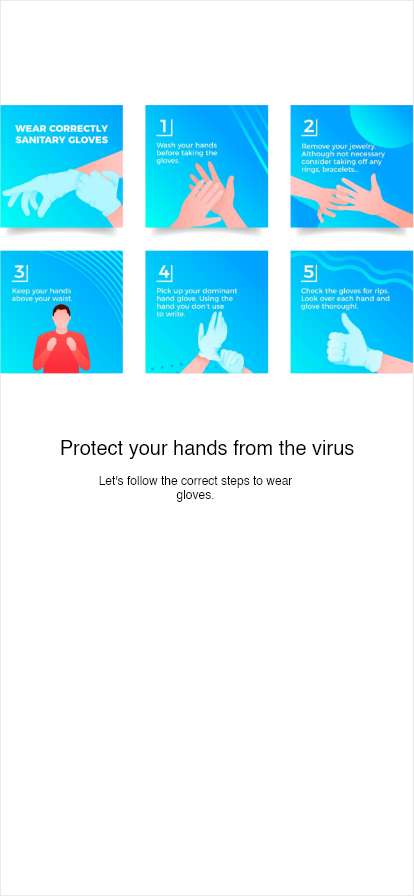 WEAR CORRECTLY
SANITARY GLOVES
1
Wash your hands
before taking the
gloves.
2
Remove your jewelry.
Although not necessary
consider taking off any
rings, bracelets...
3
Keep your hands
above your waist.
4
Pick up your dominant
hand glove. Using the
hand you don't use
to write.
5
Check the gloves for rips.
Look over each hand and
glove thorough!.
Protect your hands from the virus
Let's follow the correct steps to wear
gloves.